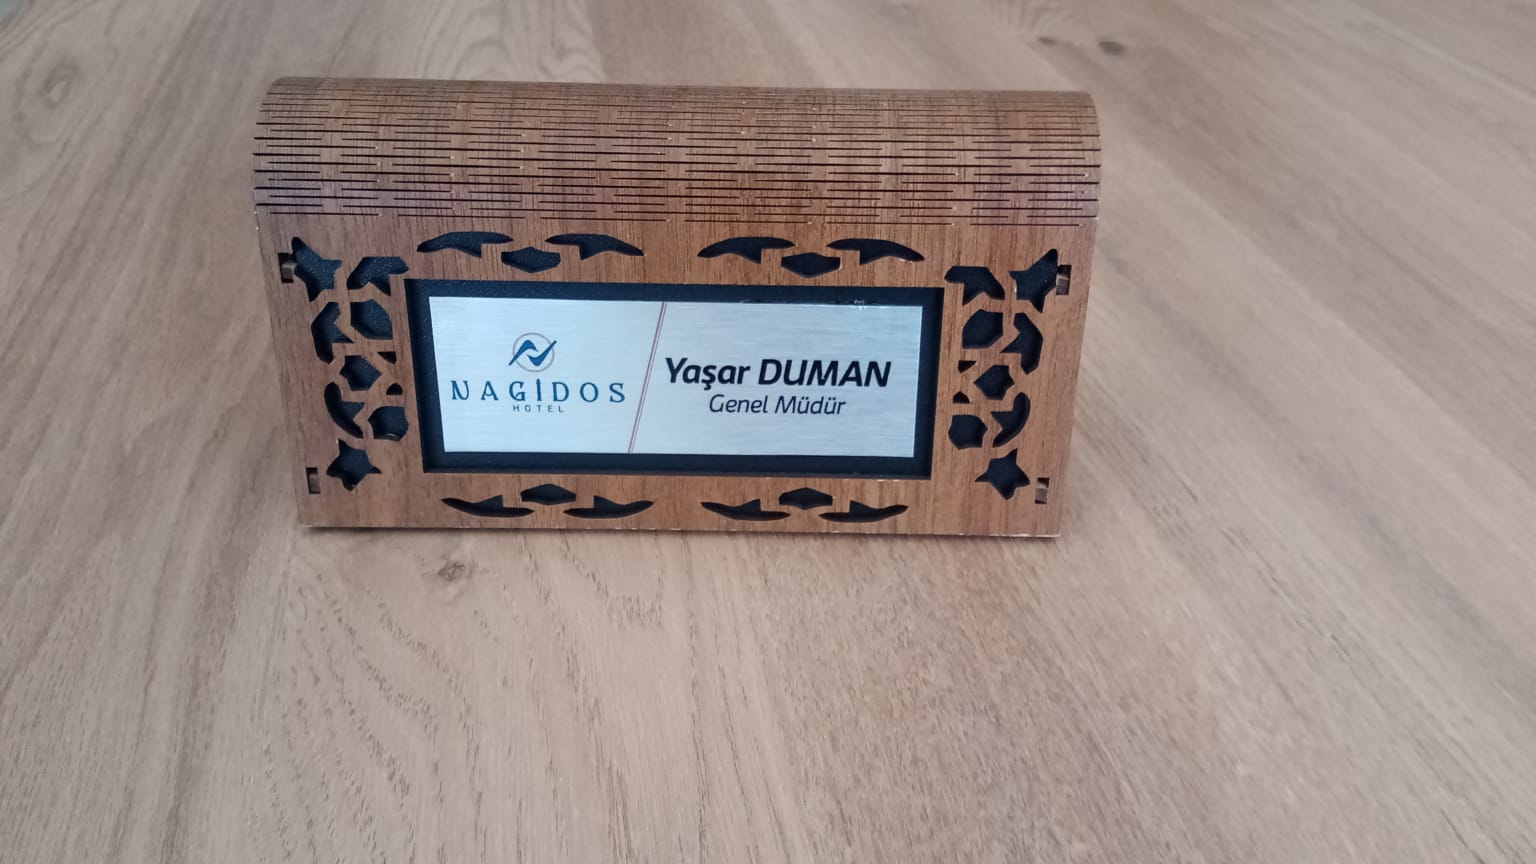 NAGİDOS
HOTEL
Yaşar DUMAN
Genel Müdür